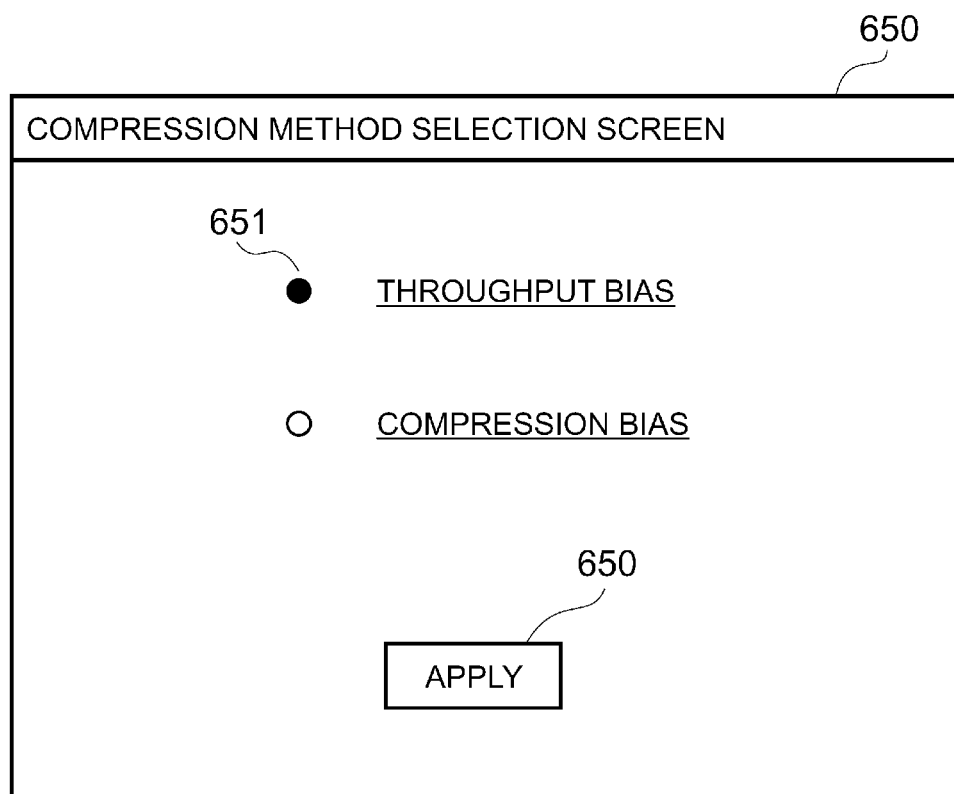 650
COMPRESSION METHOD SELECTION SCREEN
651
THROUGHPUT BIAS
COMPRESSION BIAS
650
APPLY